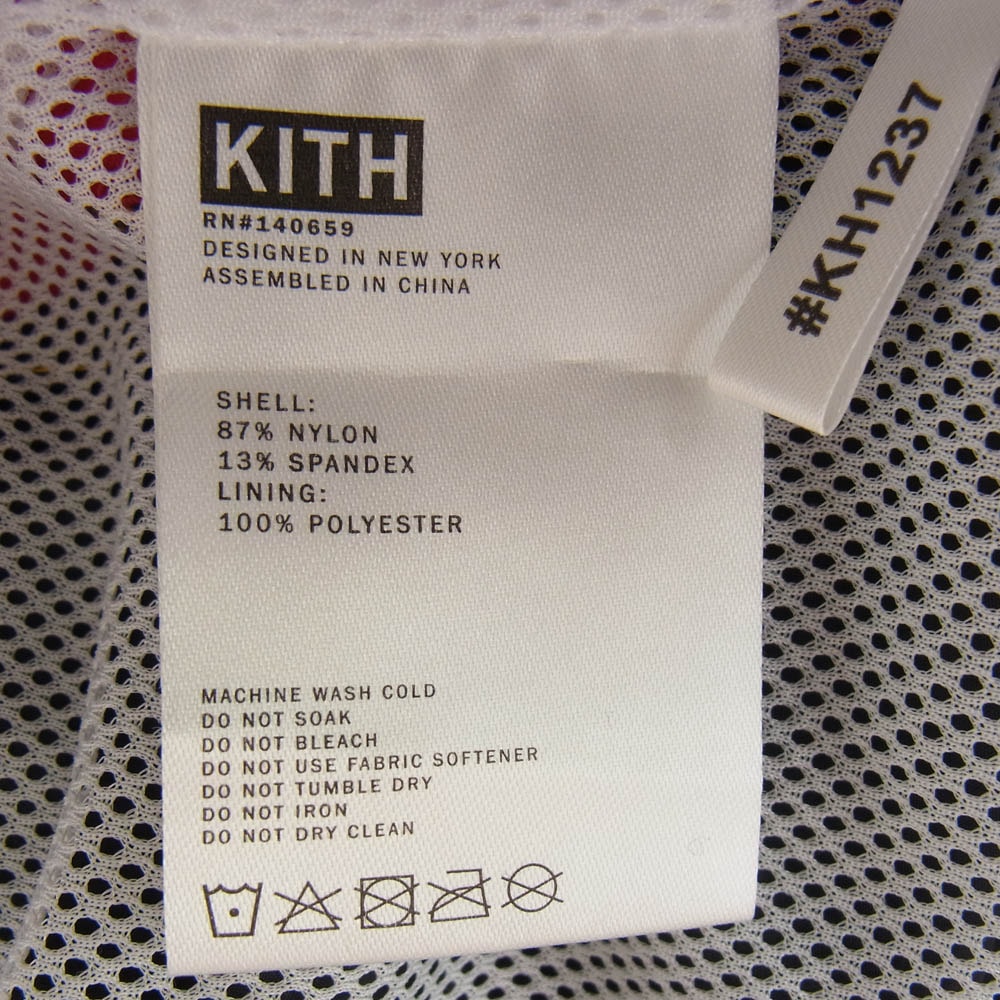 KITH
RN#140659
DESIGNED IN NEW YORK
ASSEMBLED IN CHINA
SHELL:
87% NYLON
13% SPANDEX
LINING:
100% POLYESTER
MACHINE WASH COLD
DO NOT SOAK
DO NOT BLEACH
DO NOT USE FABRIC SOFTENER
DO NOT TUMBLE DRY
DO NOT IRON
DO NOT DRY CLEAN
#KH1237